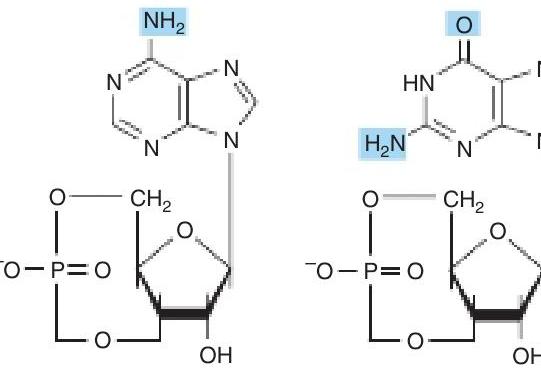 NH₂ O
N N N
HN
N N H₂N N N
O CH₂ O CH₂
O O
⁻O P O ⁻O P O
O O
OH OH